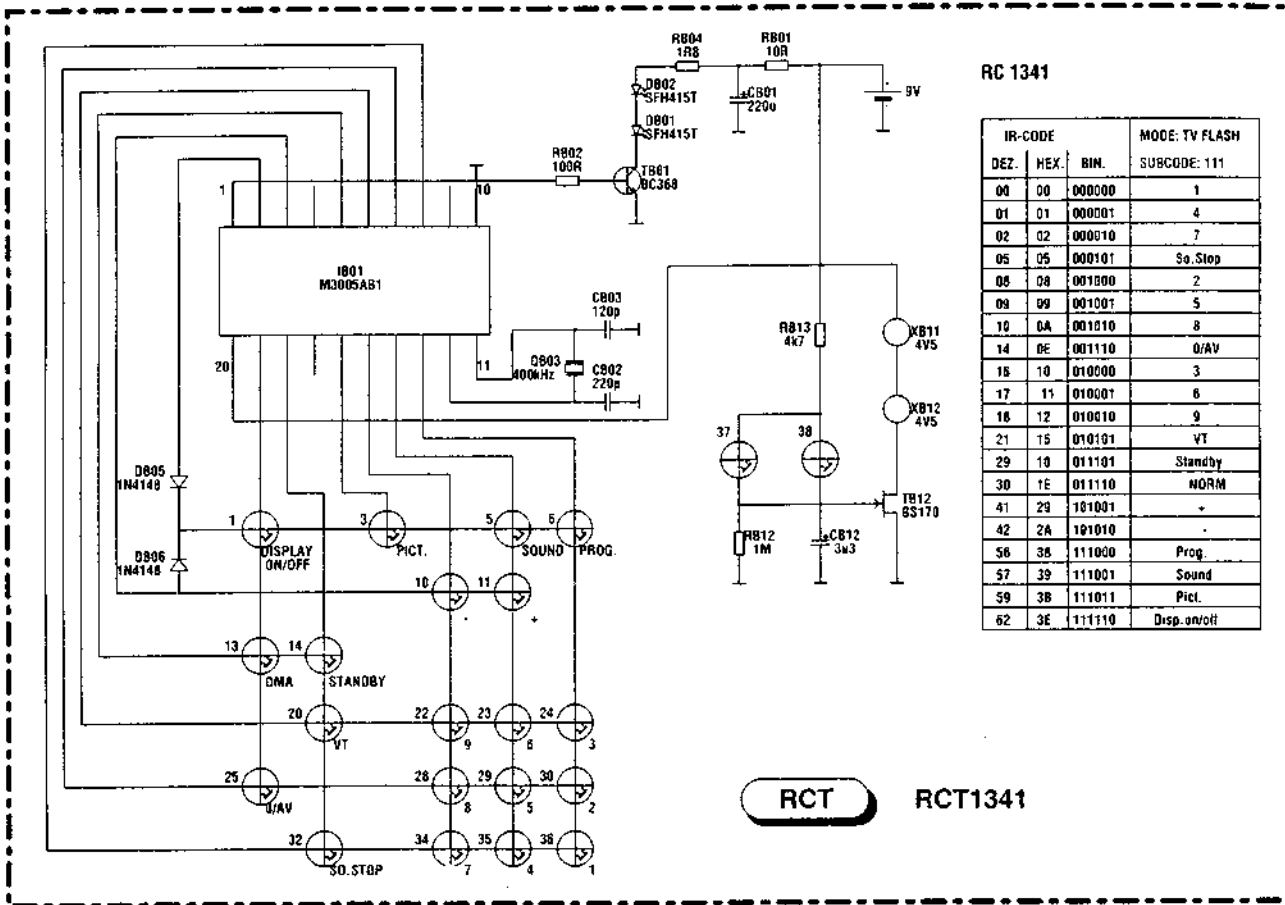 RB04
1R8
RB01
10R
DB02
SFH415T
CB01
220u
9V
DB01
SFH415T
RB02
100R
TB01
BC368
1
10
IB01
M3005AB1
20
11
CB03
120p
QB03
400kHz
CB02
220p
RB13
4k7
XB11
4V5
XB12
4V5
37
38
TB12
BS170
RB12
1M
CB12
3u3
DB05
1N4148
DB06
1N4148
1
DISPLAY
ON/OFF
3
PICT.
5
SOUND
6
PROG.
10
-
11
+
13
DMA
14
STANDBY
20
VT
22
9
23
6
24
3
25
0/AV
28
8
29
5
30
2
32
SO.STOP
34
7
35
4
36
1
RC 1341
IR-CODE MODE: TV FLASH
DEZ. HEX. BIN. SUBCODE: 111
00 00 000000 1
01 01 000001 4
02 02 000010 7
05 05 000101 So.Stop
08 08 001000 2
09 09 001001 5
10 0A 001010 8
14 0E 001110 0/AV
16 10 010000 3
17 11 010001 6
18 12 010010 9
21 15 010101 VT
29 1D 011101 Standby
30 1E 011110 NORM
41 29 101001 +
42 2A 101010 -
56 38 111000 Prog.
57 39 111001 Sound
59 3B 111011 Pict.
62 3E 111110 Disp.on/off
RCT
RCT1341